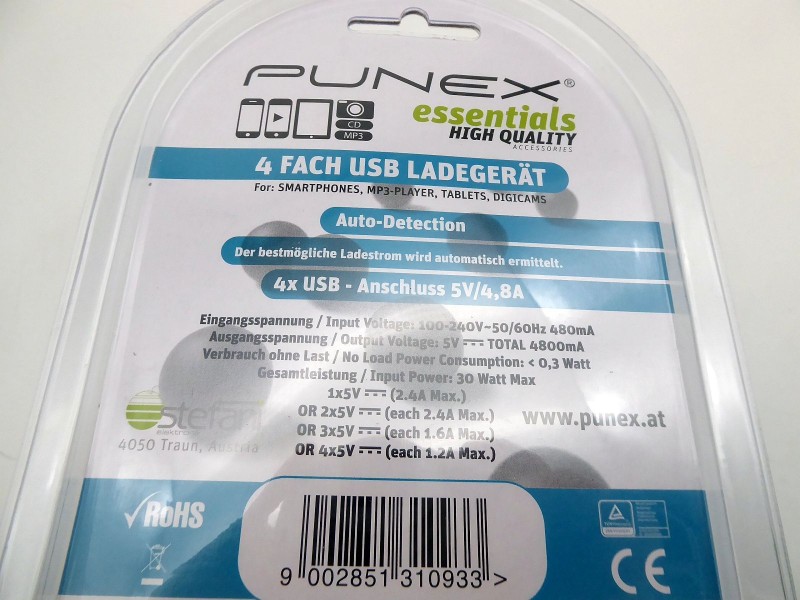 PUNEX®
CD
MP3
essentials
HIGH QUALITY
ACCESSORIES
4 FACH USB LADEGERÄT
For: SMARTPHONES, MP3-PLAYER, TABLETS, DIGICAMS
Auto-Detection
Der bestmögliche Ladestrom wird automatisch ermittelt.
4x USB - Anschluss 5V/4,8A
Eingangsspannung / Input Voltage: 100-240V~50/60Hz 480mA
Ausgangsspannung / Output Voltage: 5V ⎓ TOTAL 4800mA
Verbrauch ohne Last / No Load Power Consumption: < 0,3 Watt
Gesamtleistung / Input Power: 30 Watt Max
1x5V ⎓ (2.4A Max.)
OR 2x5V ⎓ (each 2.4A Max.)
OR 3x5V ⎓ (each 1.6A Max.)
OR 4x5V ⎓ (each 1.2A Max.)
stefani
elektronik
4050 Traun, Austria
www.punex.at
RoHS
CE
9 002851 310933 >